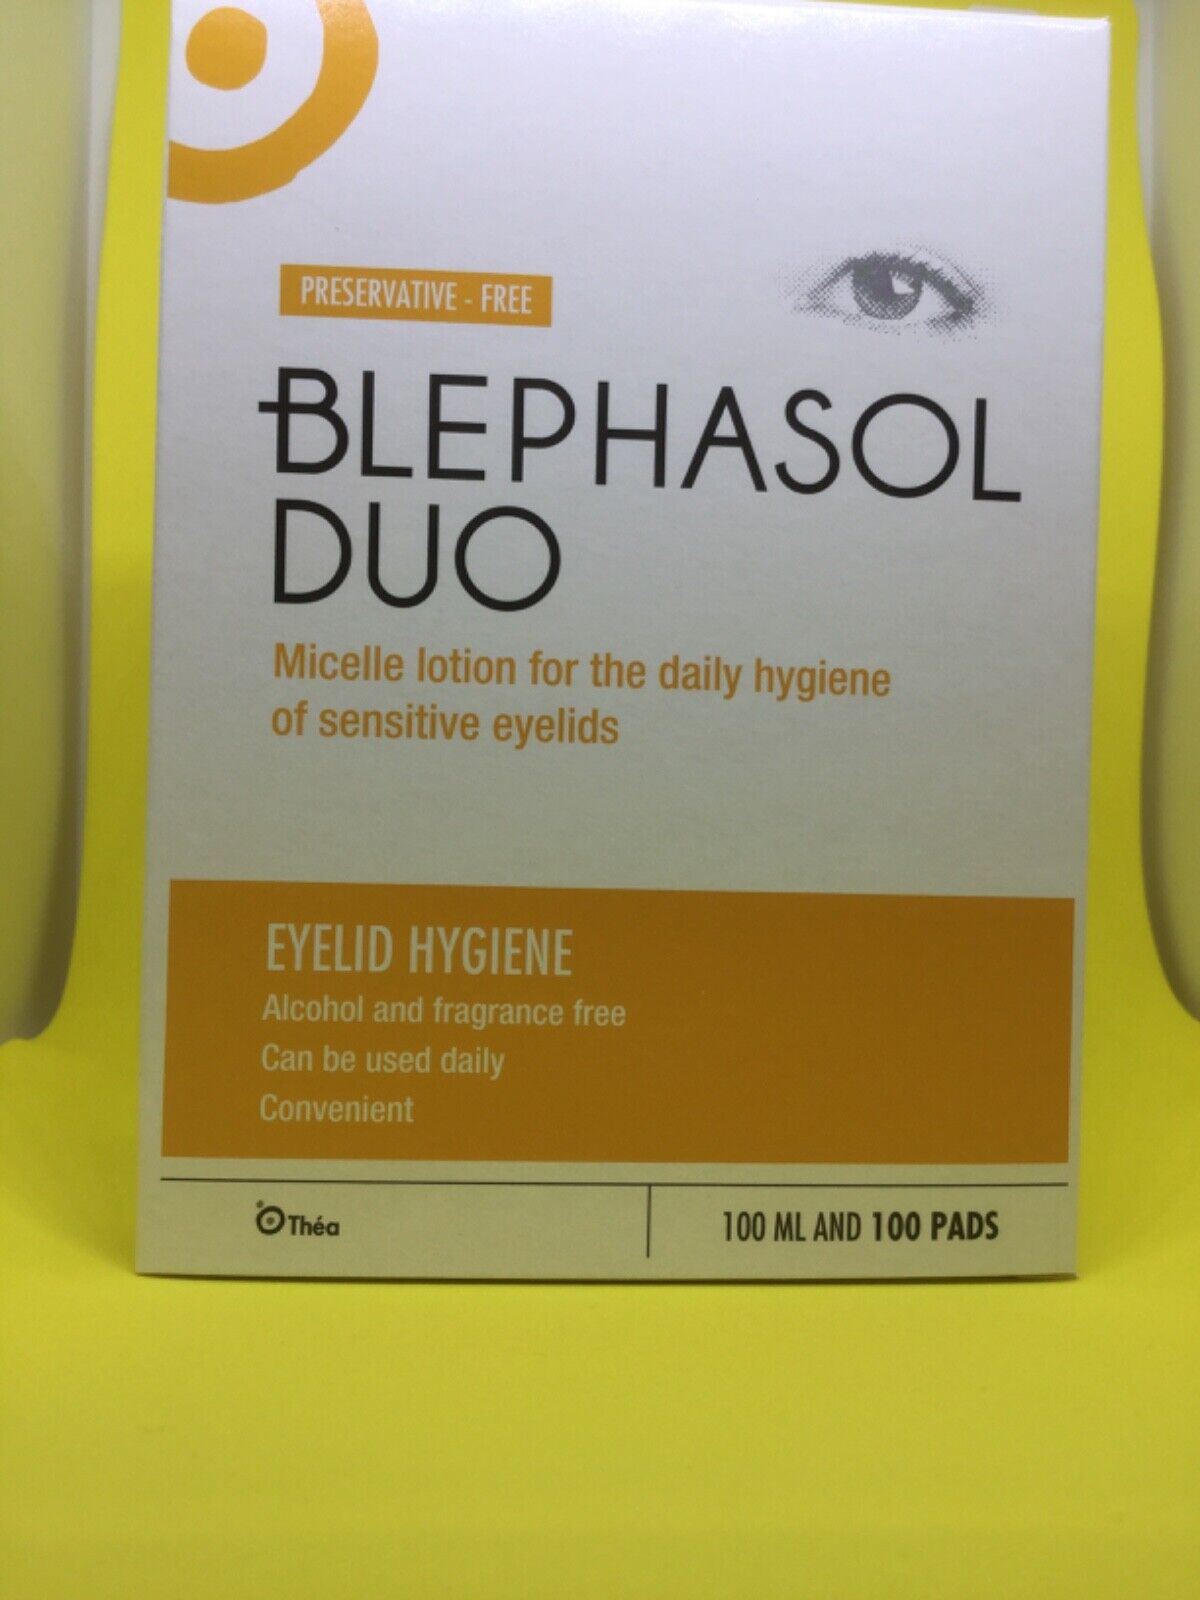 PRESERVATIVE - FREE
BLEPHASOL
DUO
Micelle lotion for the daily hygiene
of sensitive eyelids
EYELID HYGIENE
Alcohol and fragrance free
Can be used daily
Convenient
Théa
100 ML AND 100 PADS